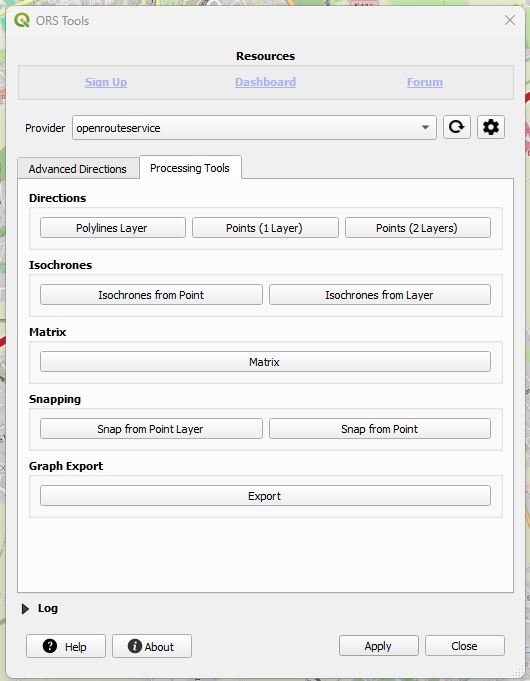 ORS Tools
Resources
Sign Up Dashboard Forum
Provider openrouteservice
Advanced Directions Processing Tools
Directions
Polylines Layer Points (1 Layer) Points (2 Layers)
Isochrones
Isochrones from Point Isochrones from Layer
Matrix
Matrix
Snapping
Snap from Point Layer Snap from Point
Graph Export
Export
Log
Help About Apply Close